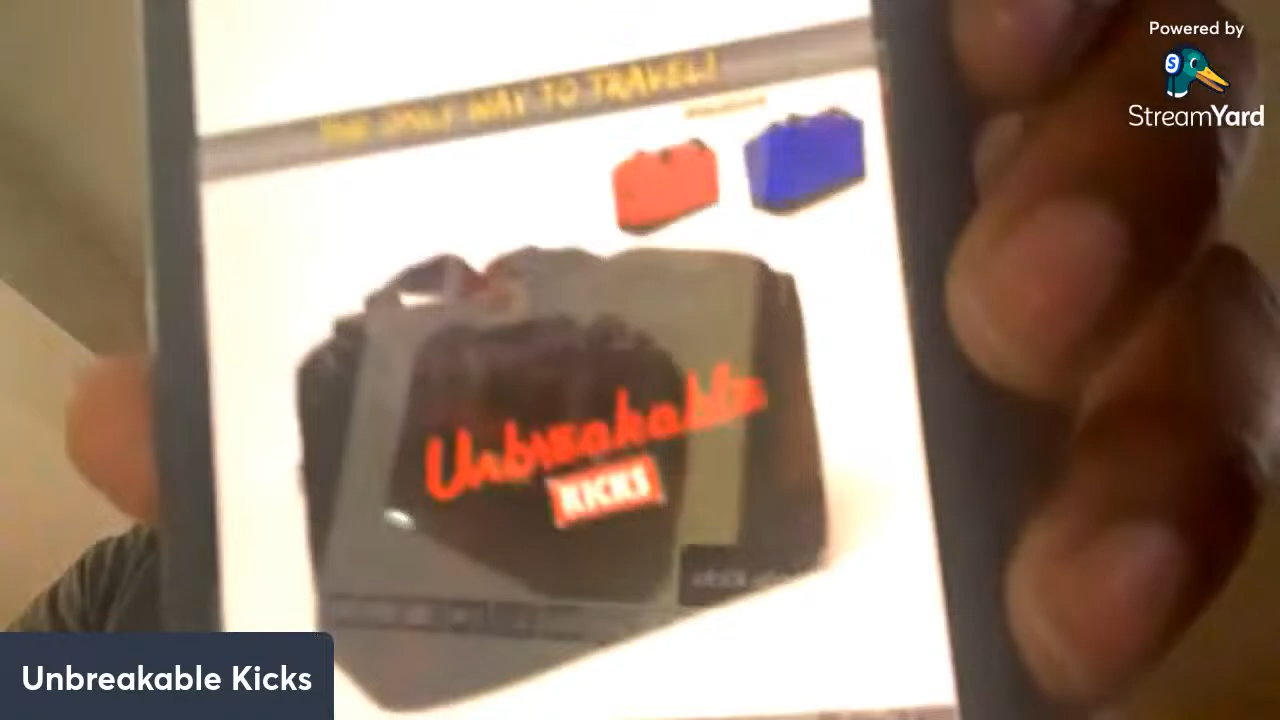 Powered by
StreamYard
THE ONLY WAY TO TRAVEL!
Unbreakable
KICKS
Unbreakable Kicks